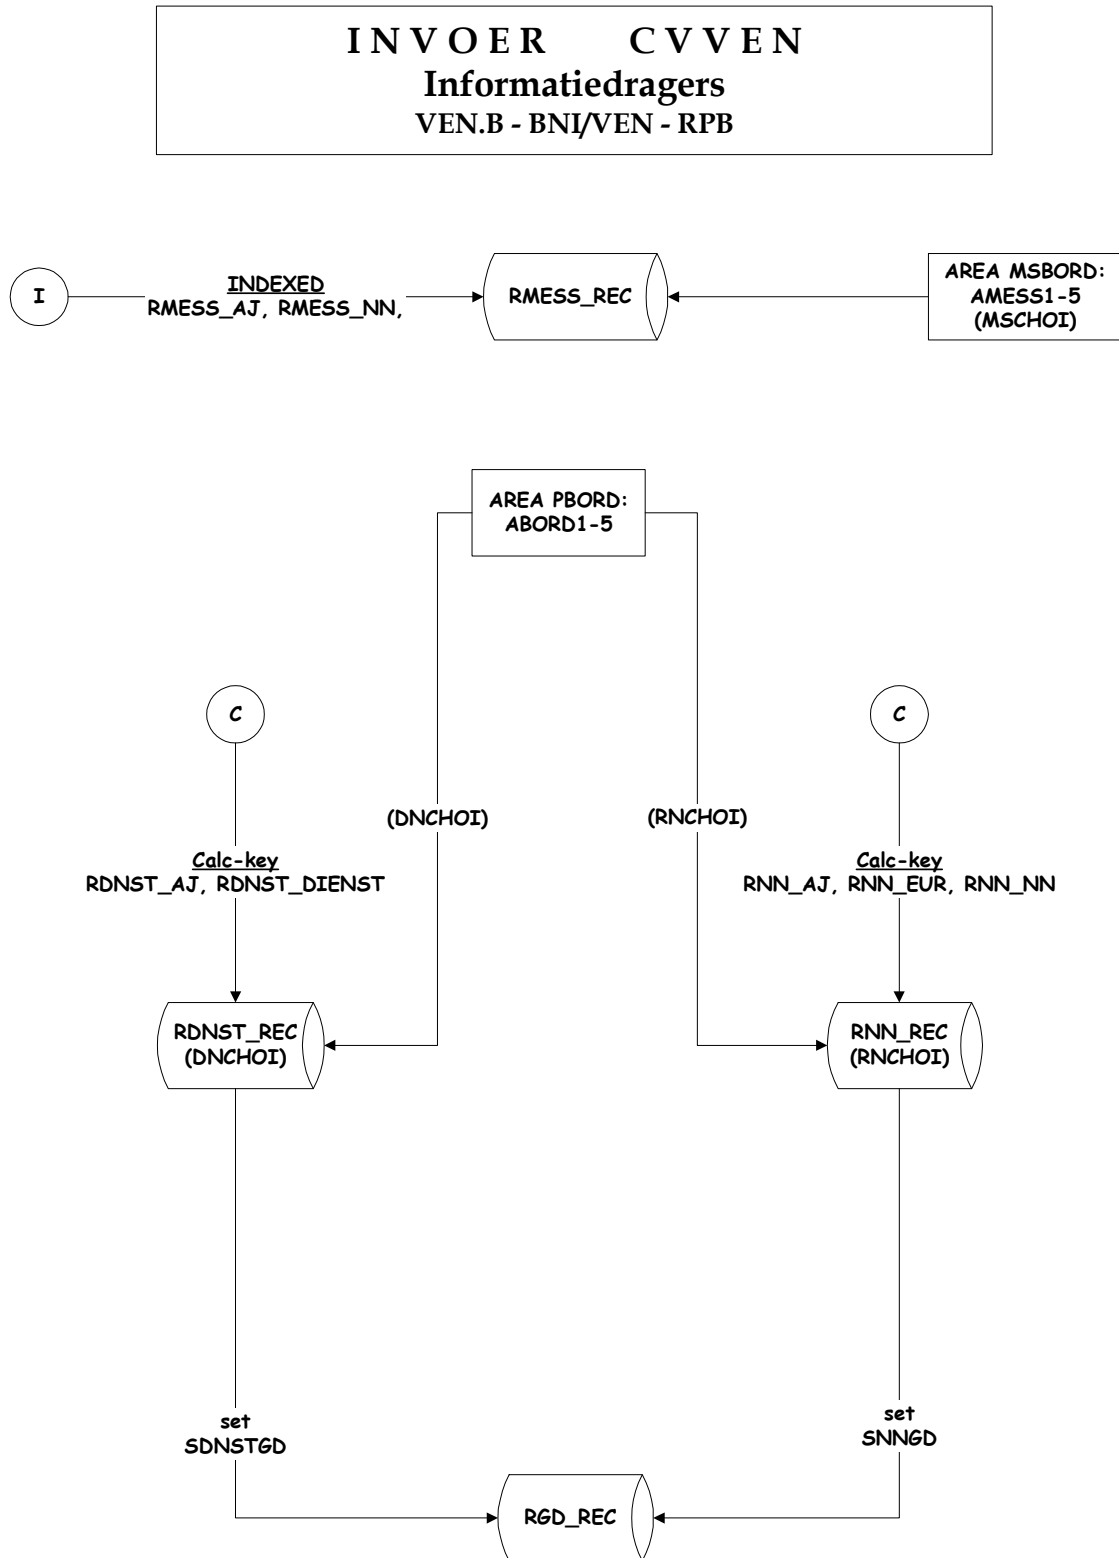 I N V O E R C V V E N
Informatiedragers
VEN.B - BNI/VEN - RPB
I
INDEXED
RMESS_AJ, RMESS_NN,
RMESS_REC
AREA MSBORD:
AMESS1-5
(MSCHOI)
AREA PBORD:
ABORD1-5
C
C
(DNCHOI)
(RNCHOI)
Calc-key
RDNST_AJ, RDNST_DIENST
Calc-key
RNN_AJ, RNN_EUR, RNN_NN
RDNST_REC
(DNCHOI)
RNN_REC
(RNCHOI)
set
SDNSTGD
set
SNNGD
RGD_REC